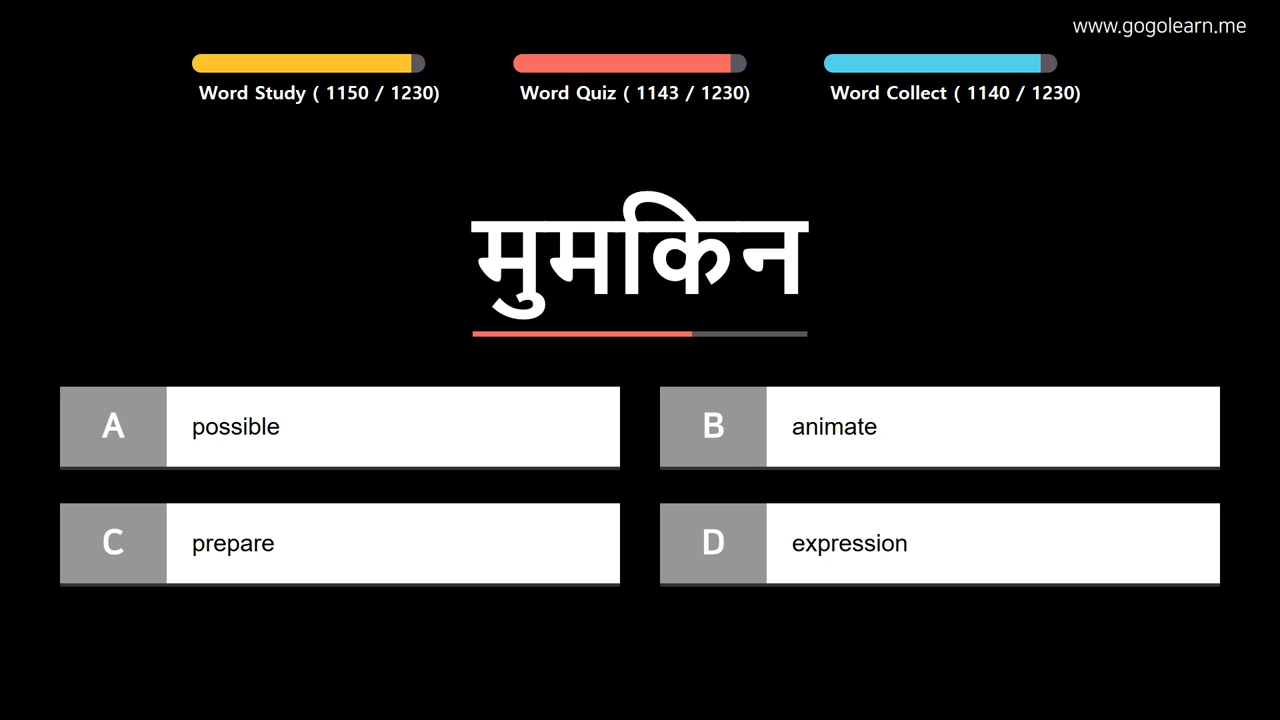 www.gogolearn.me
Word Study ( 1150 / 1230)
Word Quiz ( 1143 / 1230)
Word Collect ( 1140 / 1230)
मुमकिन
A possible
B animate
C prepare
D expression